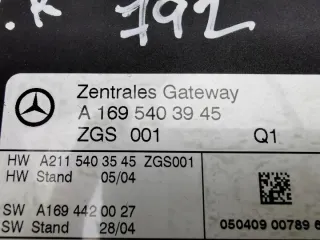 .K 792
Zentrales Gateway
A 169 540 39 45
ZGS 001 Q1
HW A211 540 35 45 ZGS001
HW Stand 05/04
SW A169 442 00 27
SW Stand 28/04
050409 00789